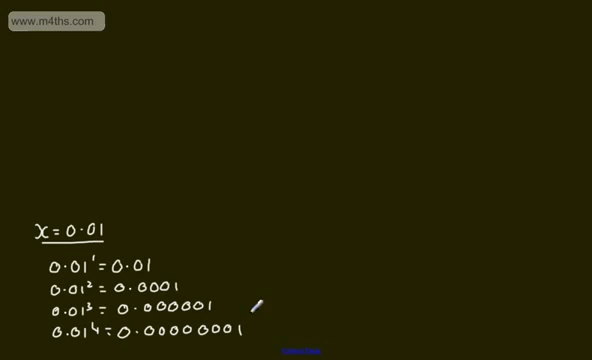 www.m4ths.com
x = 0.01
0.01¹ = 0.01
0.01² = 0.0001
0.01³ = 0.000001
0.01⁴ = 0.00000001